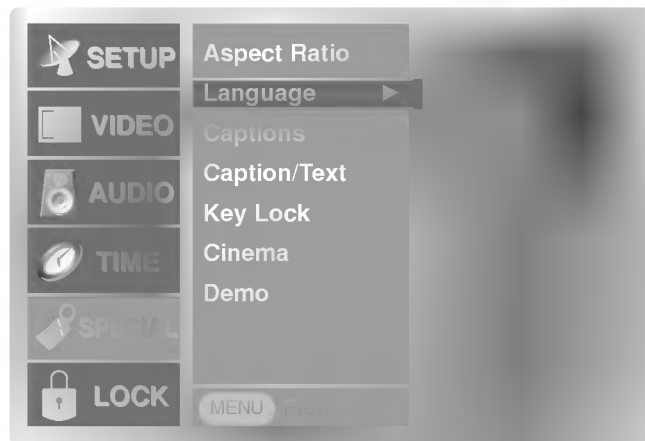 SETUP
VIDEO
AUDIO
TIME
SPECIAL
LOCK
Aspect Ratio
Language
Captions
Caption/Text
Key Lock
Cinema
Demo
MENU